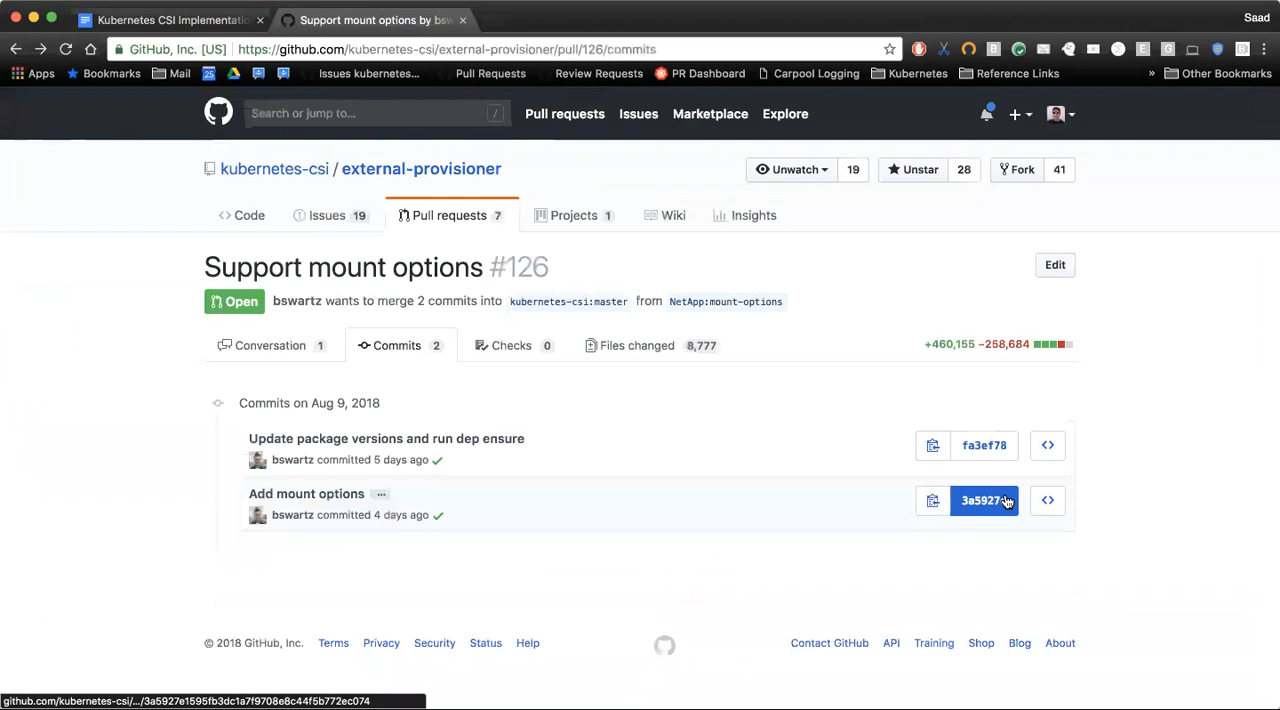 Kubernetes CSI Implementatio
Support mount options by bsw
Saad
GitHub, Inc. [US]
https://github.com/kubernetes-csi/external-provisioner/pull/126/commits
Apps
Bookmarks
Mail
25
Issues kubernetes...
Pull Requests
Review Requests
PR Dashboard
Carpool Logging
Kubernetes
Reference Links
»
Other Bookmarks
Search or jump to...
/
Pull requests
Issues
Marketplace
Explore
kubernetes-csi / external-provisioner
Unwatch
19
Unstar
28
Fork
41
Code
Issues 19
Pull requests 7
Projects 1
Wiki
Insights
Support mount options #126
Edit
Open
bswartz wants to merge 2 commits into kubernetes-csi:master from NetApp:mount-options
Conversation 1
Commits 2
Checks 0
Files changed 8,777
+460,155 −258,684
Commits on Aug 9, 2018
Update package versions and run dep ensure
bswartz committed 5 days ago
fa3ef78
Add mount options ...
bswartz committed 4 days ago
3a5927
© 2018 GitHub, Inc.
Terms
Privacy
Security
Status
Help
Contact GitHub
API
Training
Shop
Blog
About
github.com/kubernetes-csi/.../3a5927e1595fb3dc1a7f9708e8c44f5b772ec074